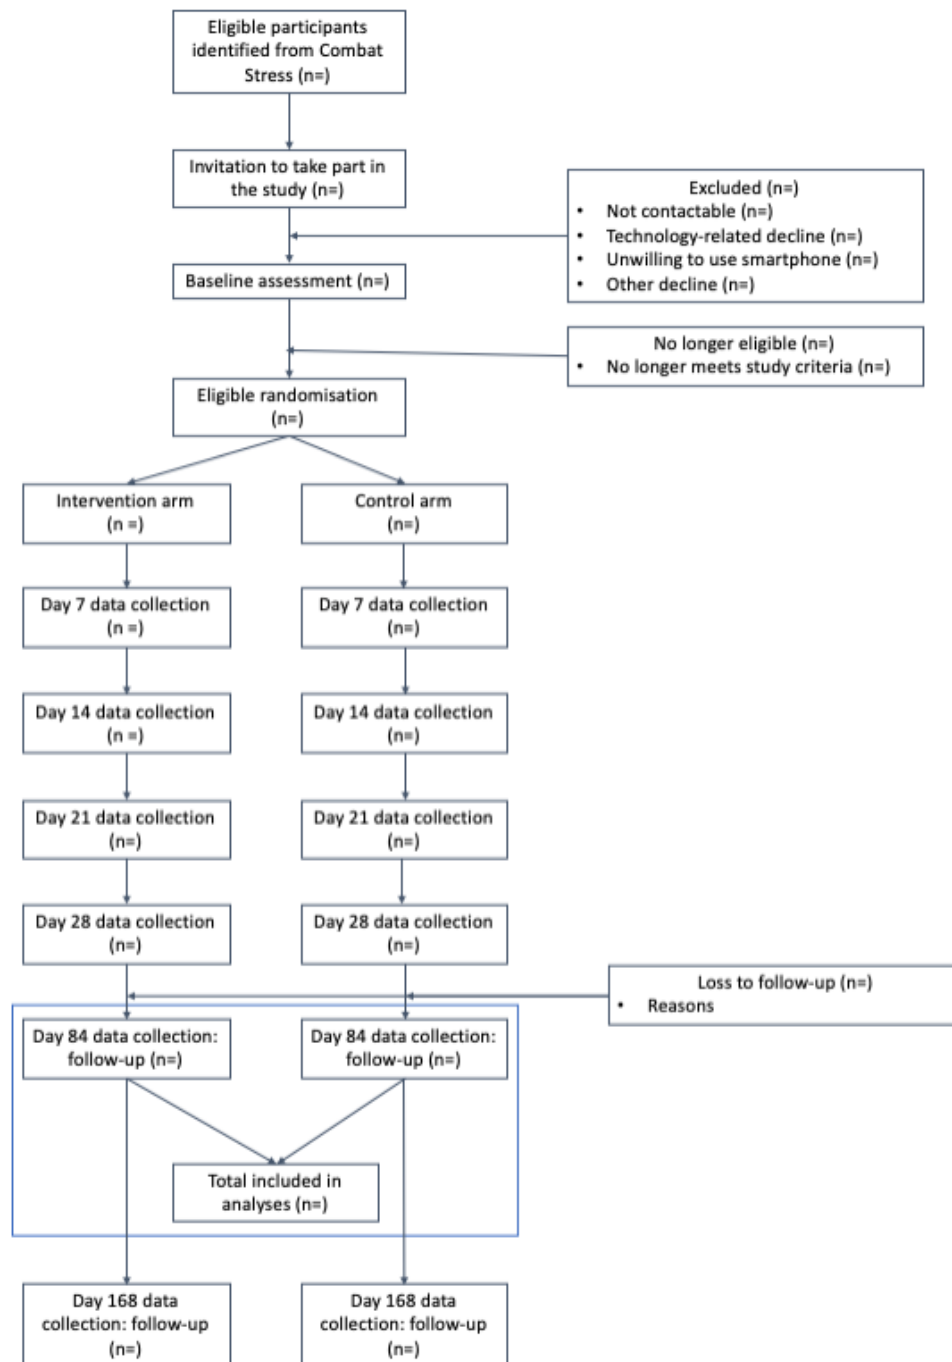 Eligible participants
identified from Combat
Stress (n=)
Invitation to take part in
the study (n=)
Excluded (n=)
• Not contactable (n=)
• Technology-related decline (n=)
• Unwilling to use smartphone (n=)
• Other decline (n=)
Baseline assessment (n=)
No longer eligible (n=)
• No longer meets study criteria (n=)
Eligible randomisation
(n=)
Intervention arm
(n =)
Control arm
(n=)
Day 7 data collection
(n =)
Day 7 data collection
(n=)
Day 14 data collection
(n =)
Day 14 data collection
(n=)
Day 21 data collection
(n=)
Day 21 data collection
(n=)
Day 28 data collection
(n=)
Day 28 data collection
(n=)
Loss to follow-up (n=)
• Reasons
Day 84 data collection:
follow-up (n=)
Day 84 data collection:
follow-up (n=)
Total included in
analyses (n=)
Day 168 data
collection: follow-up
(n=)
Day 168 data
collection: follow-up
(n=)